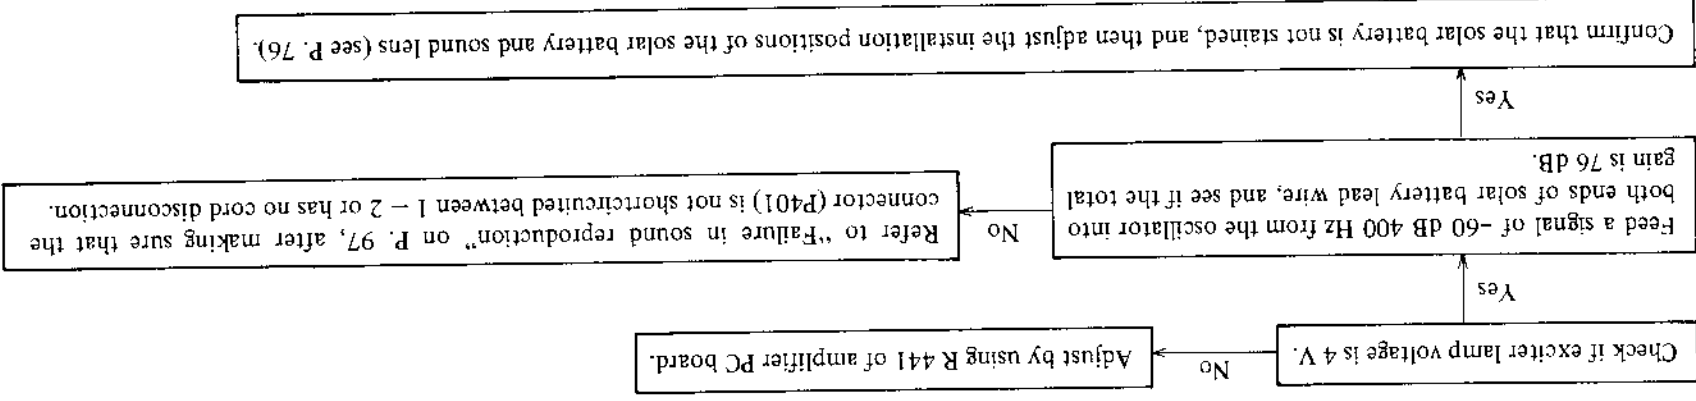 Check if exciter lamp voltage is 4 V.
No
Adjust by using R 441 of amplifier PC board.
Yes
Feed a signal of -60 dB 400 Hz from the oscillator into
both ends of solar battery lead wire, and see if the total
gain is 76 dB.
No
Refer to "Failure in sound reproduction" on P. 97, after making sure that the
connector (P401) is not shortcircuited between 1 – 2 or has no cord disconnection.
Yes
Confirm that the solar battery is not stained, and then adjust the installation positions of the solar battery and sound lens (see P. 76).